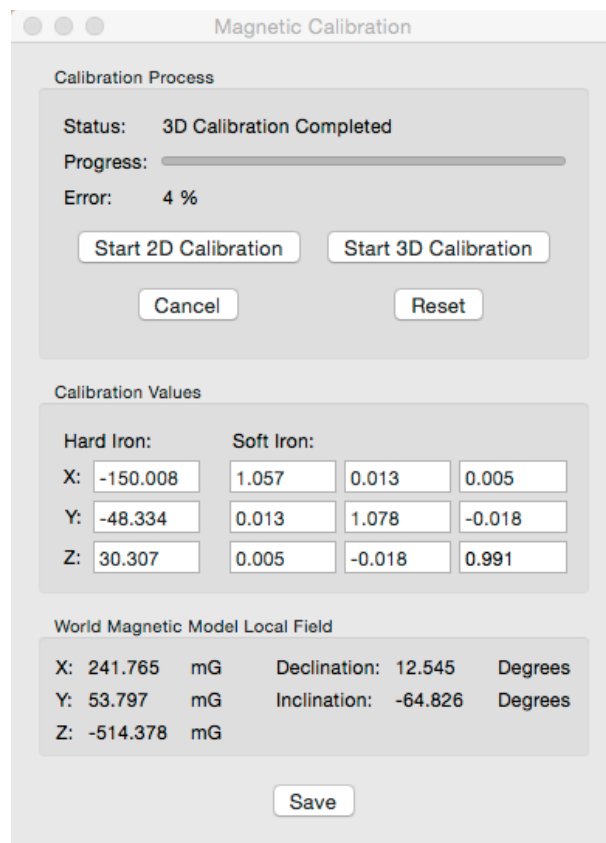 Magnetic Calibration
Calibration Process
Status: 3D Calibration Completed
Progress:
Error: 4 %
Start 2D Calibration Start 3D Calibration
Cancel Reset
Calibration Values
Hard Iron: Soft Iron:
X: -150.008 1.057 0.013 0.005
Y: -48.334 0.013 1.078 -0.018
Z: 30.307 0.005 -0.018 0.991
World Magnetic Model Local Field
X: 241.765 mG Declination: 12.545 Degrees
Y: 53.797 mG Inclination: -64.826 Degrees
Z: -514.378 mG
Save